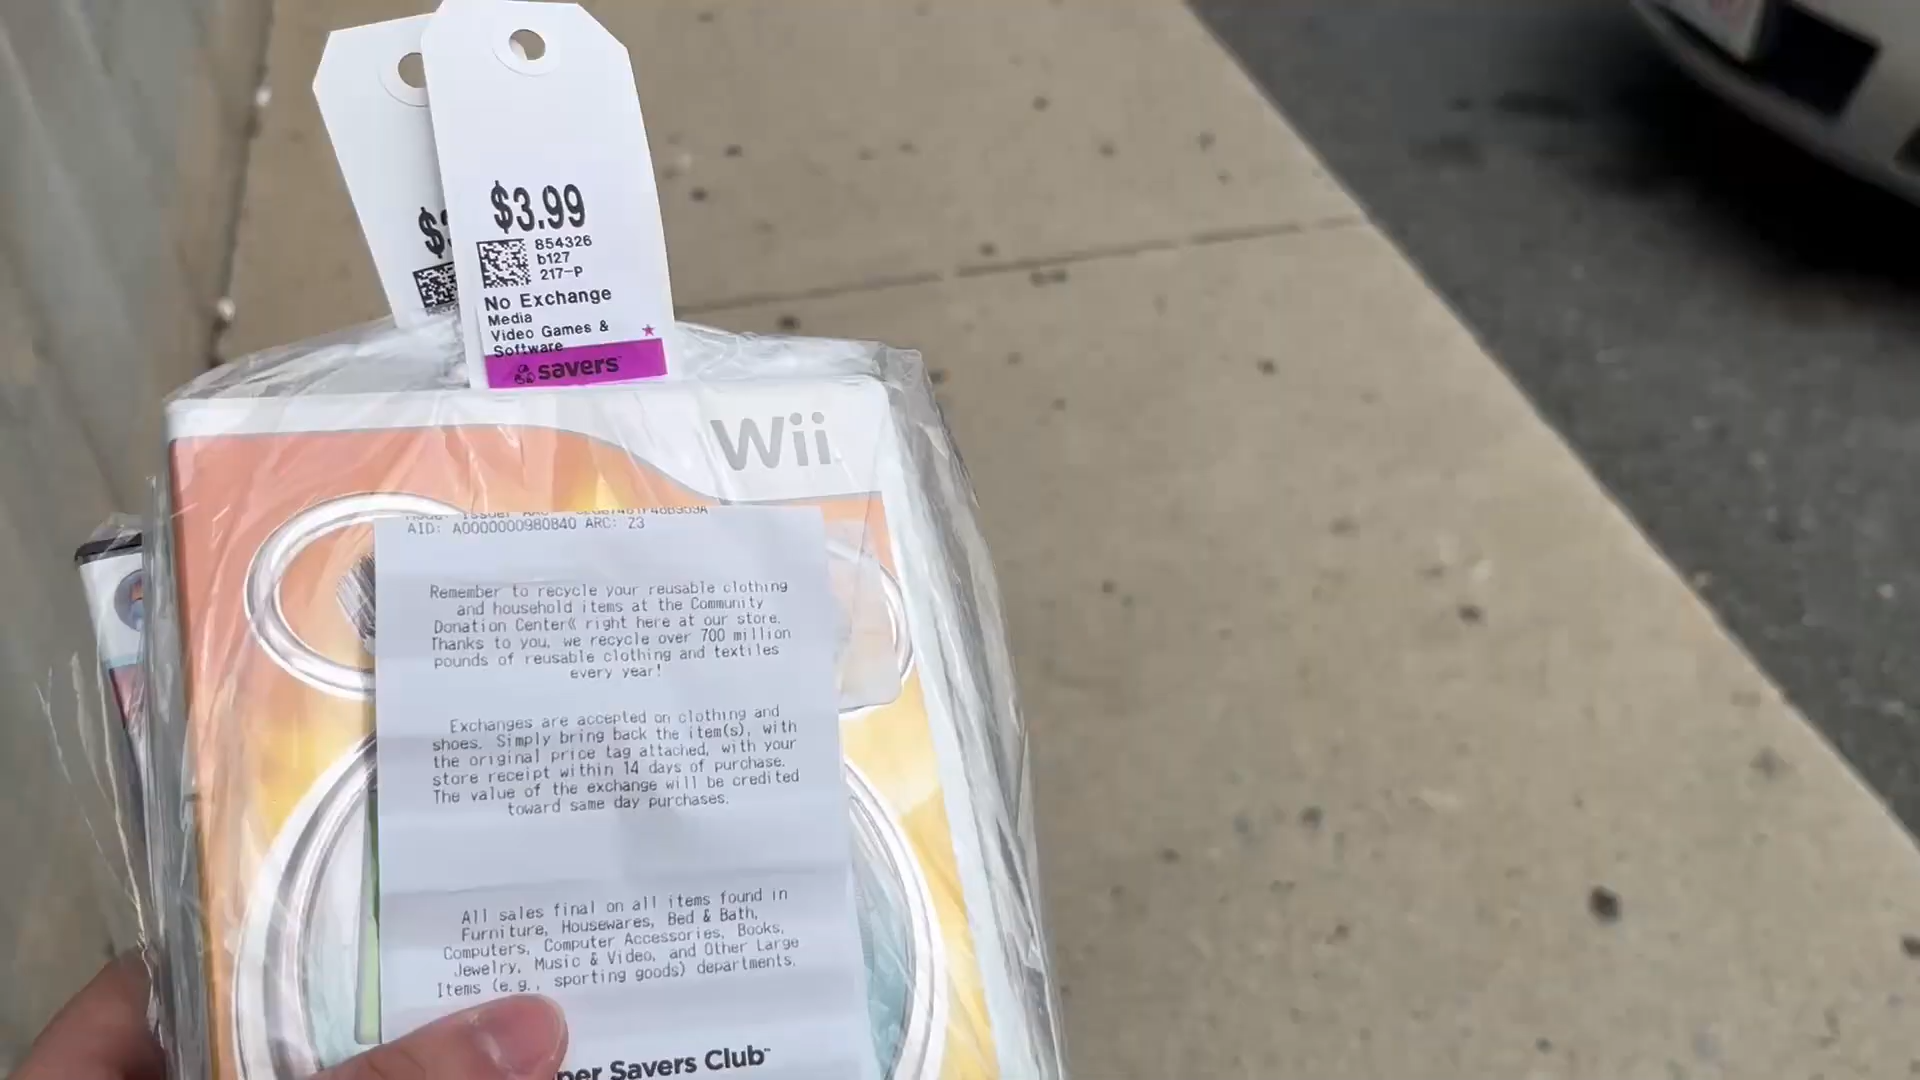 $3.99
854326
b127
217-P
No Exchange
Media
Video Games &
Software
savers
Wii
AID: A0000000980840 ARC: Z3
Remember to recycle your reusable clothing
and household items at the Community
Donation Center® right here at our store.
Thanks to you, we recycle over 700 million
pounds of reusable clothing and textiles
every year!
Exchanges are accepted on clothing and
shoes. Simply bring back the item(s), with
the original price tag attached, with your
store receipt within 14 days of purchase.
The value of the exchange will be credited
toward same day purchases.
All sales final on all items found in
Furniture, Housewares, Bed & Bath,
Computers, Computer Accessories, Books,
Jewelry, Music & Video, and Other Large
Items (e.g., sporting goods) departments.
Savers Club™